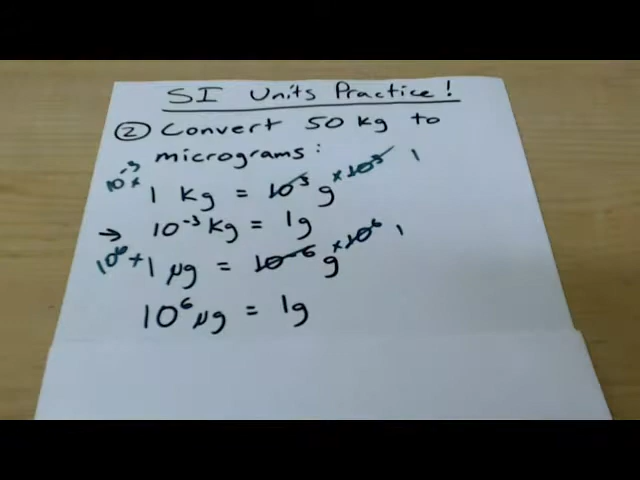 SI Units Practice!
② Convert 50 kg to
micrograms:
10⁻³ × 1 kg = 10³ g × 10⁻³ 1
→ 10⁻³ kg = 1g
10⁶ × 1 μg = 10⁻⁶ g × 10⁶ 1
10⁶ μg = 1g